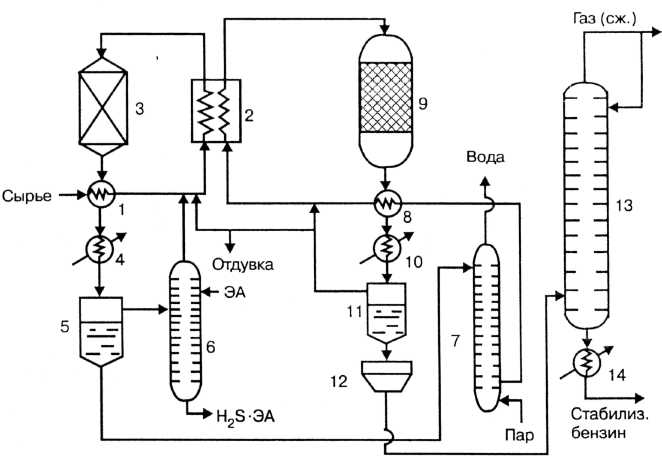 Газ (сж.)
3
2
9
Вода
Сырье
1
8
13
4
Отдувка
10
ЭА
5
6
11
7
12
14
H₂S·ЭА
Пар
Стабилиз.
бензин